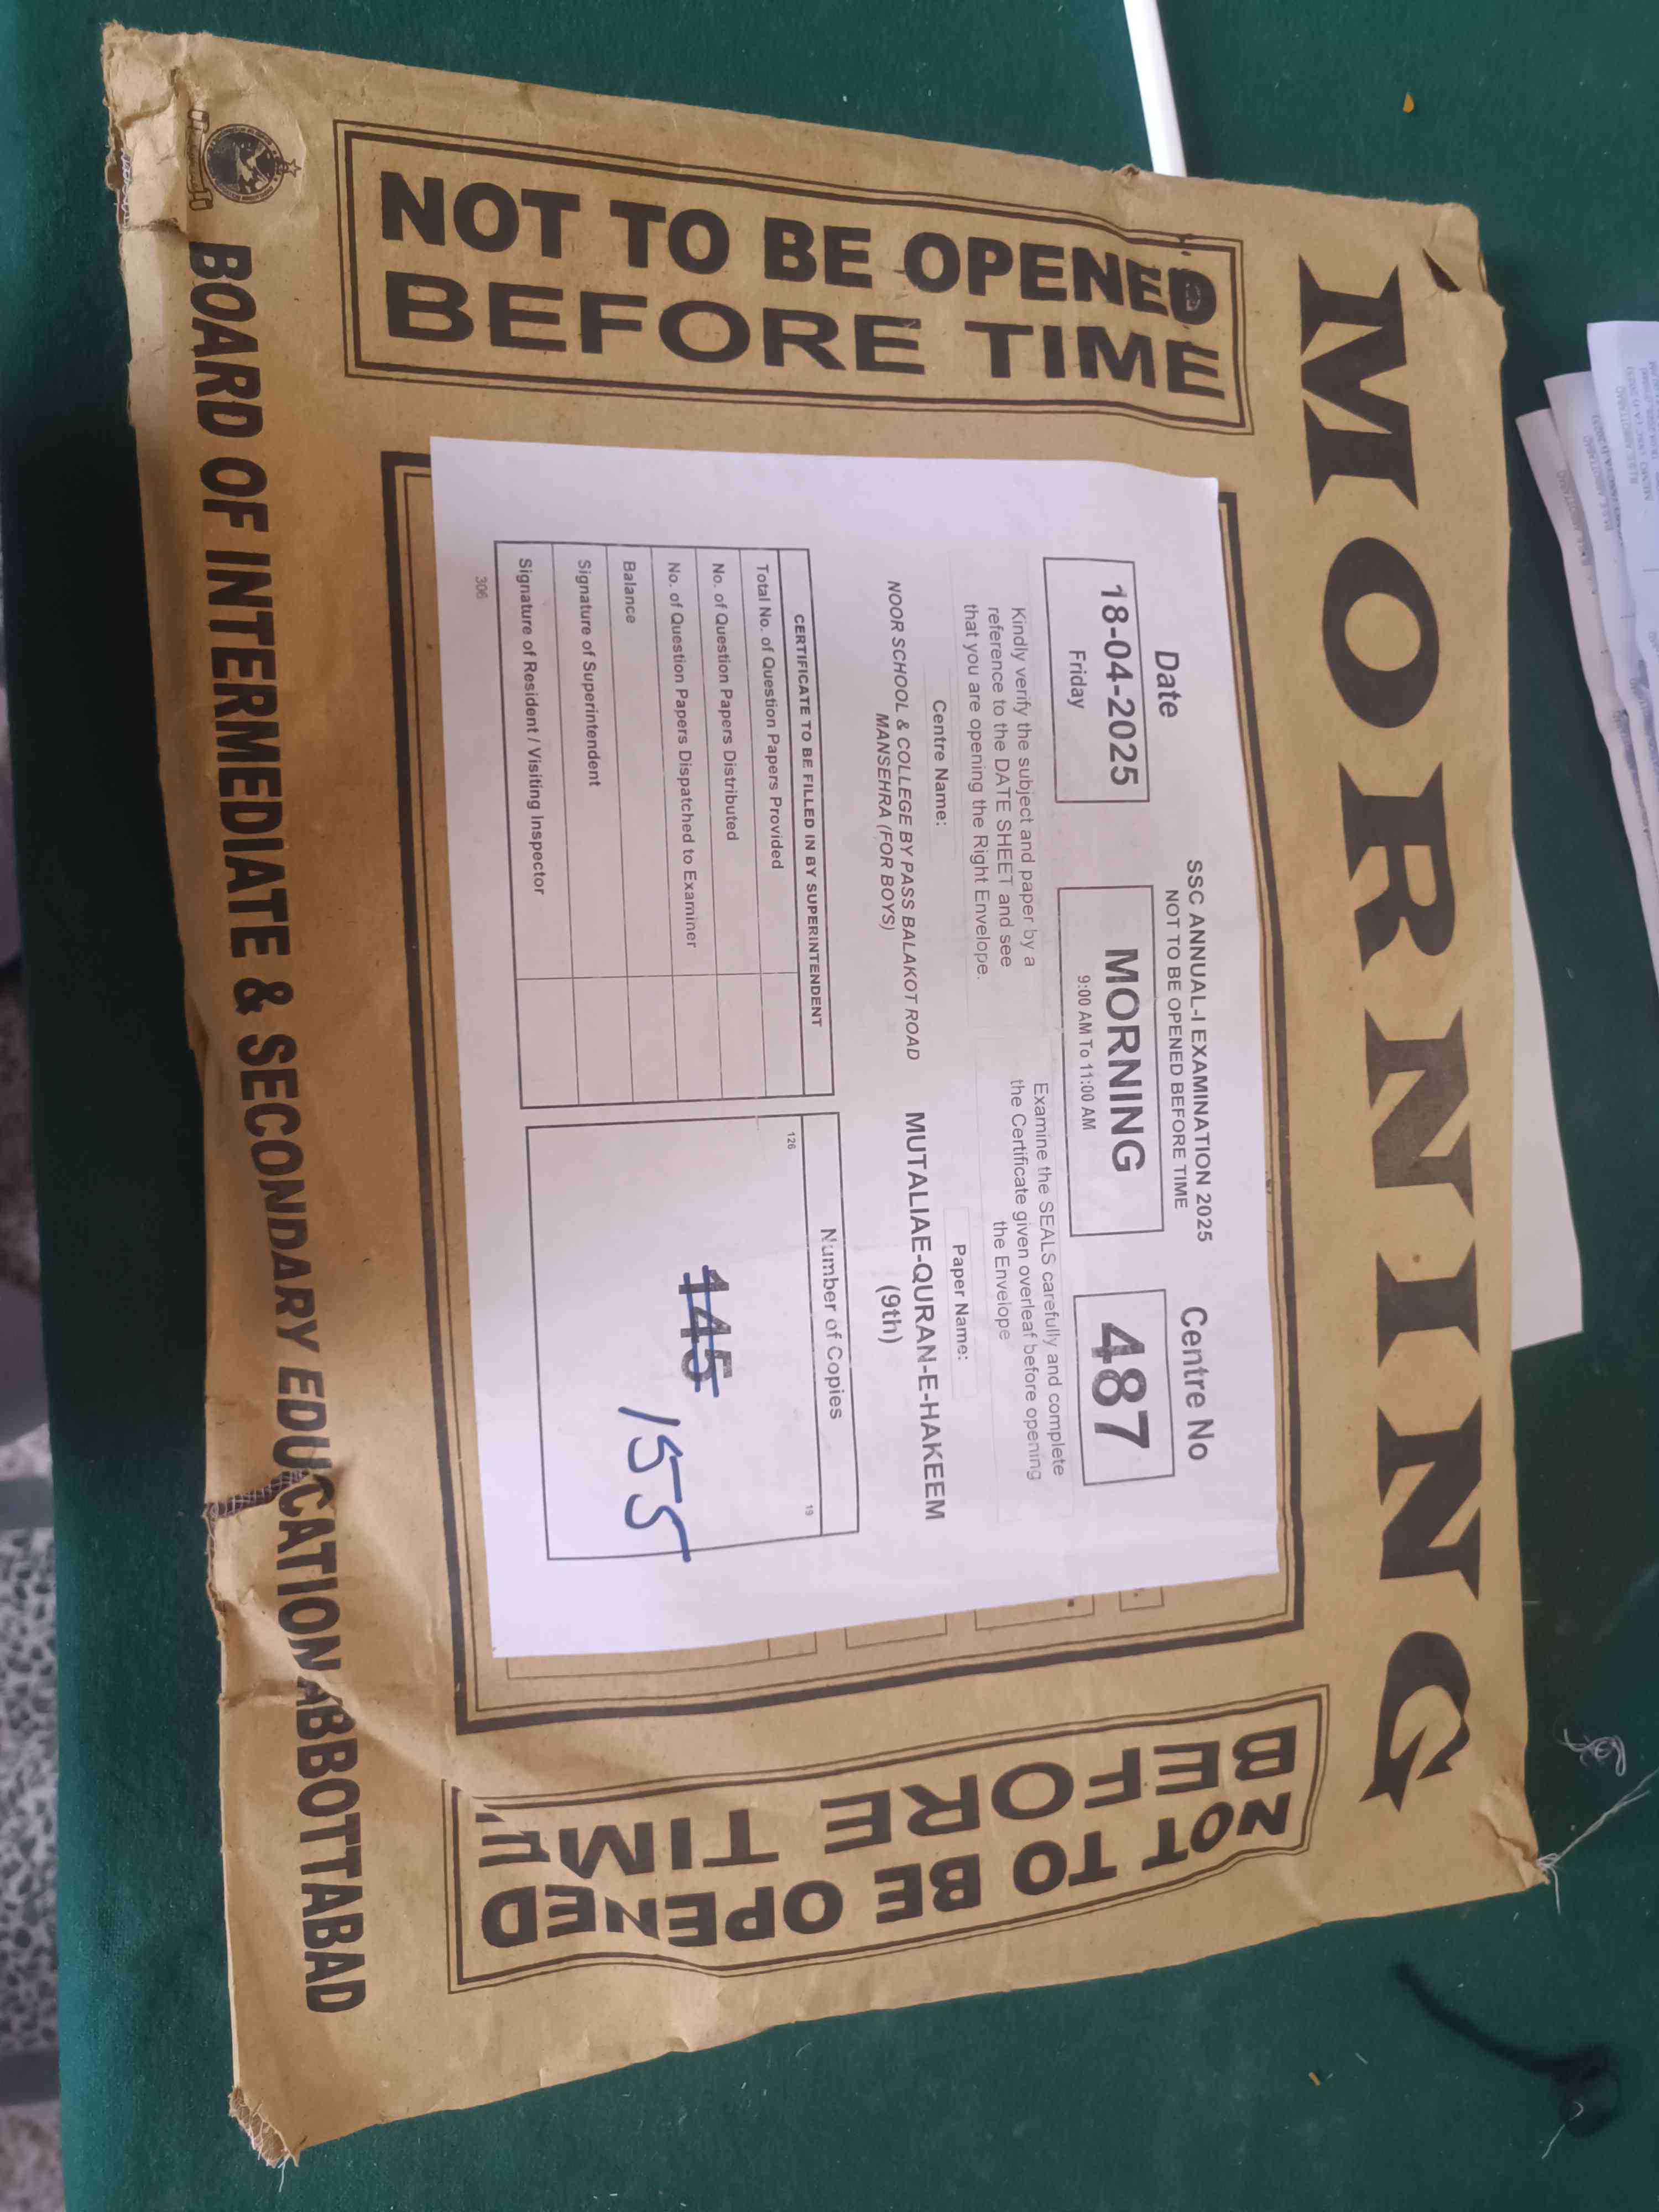 MORNING
NOT TO BE OPENED
BEFORE TIME
SSC ANNUAL-I EXAMINATION 2025
NOT TO BE OPENED BEFORE TIME
Date
Centre No
18-04-2025
Friday
MORNING
9:00 AM To 11:00 AM
487
Kindly verify the subject and paper by a
reference to the DATE SHEET and see
that you are opening the Right Envelope.
Examine the SEALS carefully and complete
the Certificate given overleaf before opening
the Envelope
Centre Name:
NOOR SCHOOL & COLLEGE BY PASS BALAKOT ROAD
MANSEHRA (FOR BOYS)
Paper Name:
MUTALIAE-QURAN-E-HAKEEM
(9th)
CERTIFICATE TO BE FILLED IN BY SUPERINTENDENT
Total No. of Question Papers Provided
No. of Question Papers Distributed
No. of Question Papers Dispatched to Examiner
Balance
Signature of Superintendent
Signature of Resident / Visiting Inspector
306
Number of Copies
126
19
145
155
NOT TO BE OPENED
BEFORE TIME
BOARD OF INTERMEDIATE & SECONDARY EDUCATION ABBOTTABAD